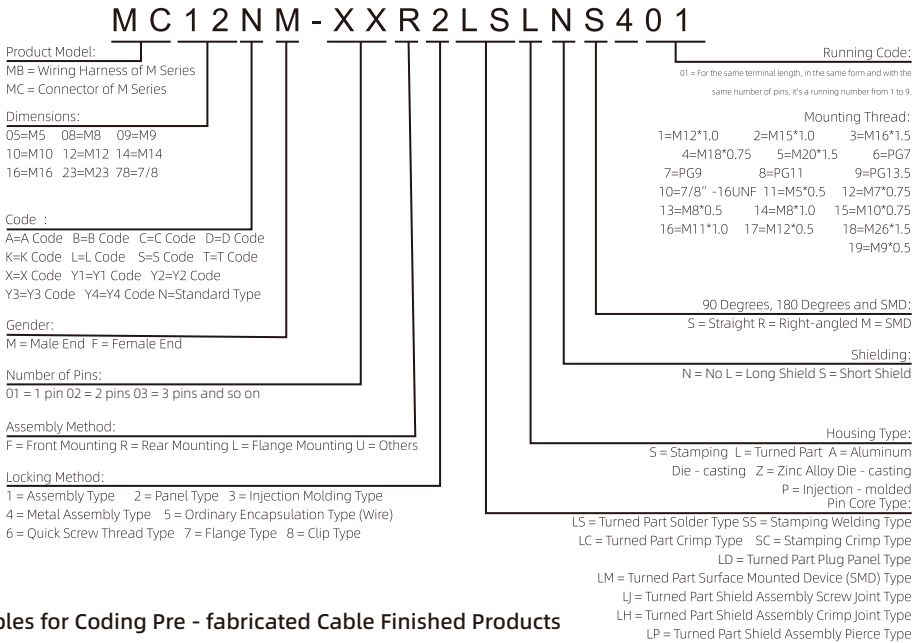 MC12NM-XXR2LSLNS401
Product Model:
MB = Wiring Harness of M Series
MC = Connector of M Series
Dimensions:
05=M5 08=M8 09=M9
10=M10 12=M12 14=M14
16=M16 23=M23 78=7/8
Code :
A=A Code B=B Code C=C Code D=D Code
K=K Code L=L Code S=S Code T=T Code
X=X Code Y1=Y1 Code Y2=Y2 Code
Y3=Y3 Code Y4=Y4 Code N=Standard Type
Gender:
M = Male End F = Female End
Number of Pins:
01 = 1 pin 02 = 2 pins 03 = 3 pins and so on
Assembly Method:
F = Front Mounting R = Rear Mounting L = Flange Mounting U = Others
Locking Method:
1 = Assembly Type 2 = Panel Type 3 = Injection Molding Type
4 = Metal Assembly Type 5 = Ordinary Encapsulation Type (Wire)
6 = Quick Screw Thread Type 7 = Flange Type 8 = Clip Type
Running Code:
01 = For the same terminal length, in the same form and with the
same number of pins, it's a running number from 1 to 9.
Mounting Thread:
1=M12*1.0 2=M15*1.0 3=M16*1.5
4=M18*0.75 5=M20*1.5 6=PG7
7=PG9 8=PG11 9=PG13.5
10=7/8" -16UNF 11=M5*0.5 12=M7*0.75
13=M8*0.5 14=M8*1.0 15=M10*0.75
16=M11*1.0 17=M12*0.5 18=M26*1.5
19=M9*0.5
90 Degrees, 180 Degrees and SMD:
S = Straight R = Right-angled M = SMD
Shielding:
N = No L = Long Shield S = Short Shield
Housing Type:
S = Stamping L = Turned Part A = Aluminum
Die - casting Z = Zinc Alloy Die - casting
P = Injection - molded
Pin Core Type:
LS = Turned Part Solder Type SS = Stamping Welding Type
LC = Turned Part Crimp Type SC = Stamping Crimp Type
LD = Turned Part Plug Panel Type
LM = Turned Part Surface Mounted Device (SMD) Type
LJ = Turned Part Shield Assembly Screw Joint Type
LH = Turned Part Shield Assembly Crimp Joint Type
LP = Turned Part Shield Assembly Pierce Type
for Coding Pre - fabricated Cable Finished Products